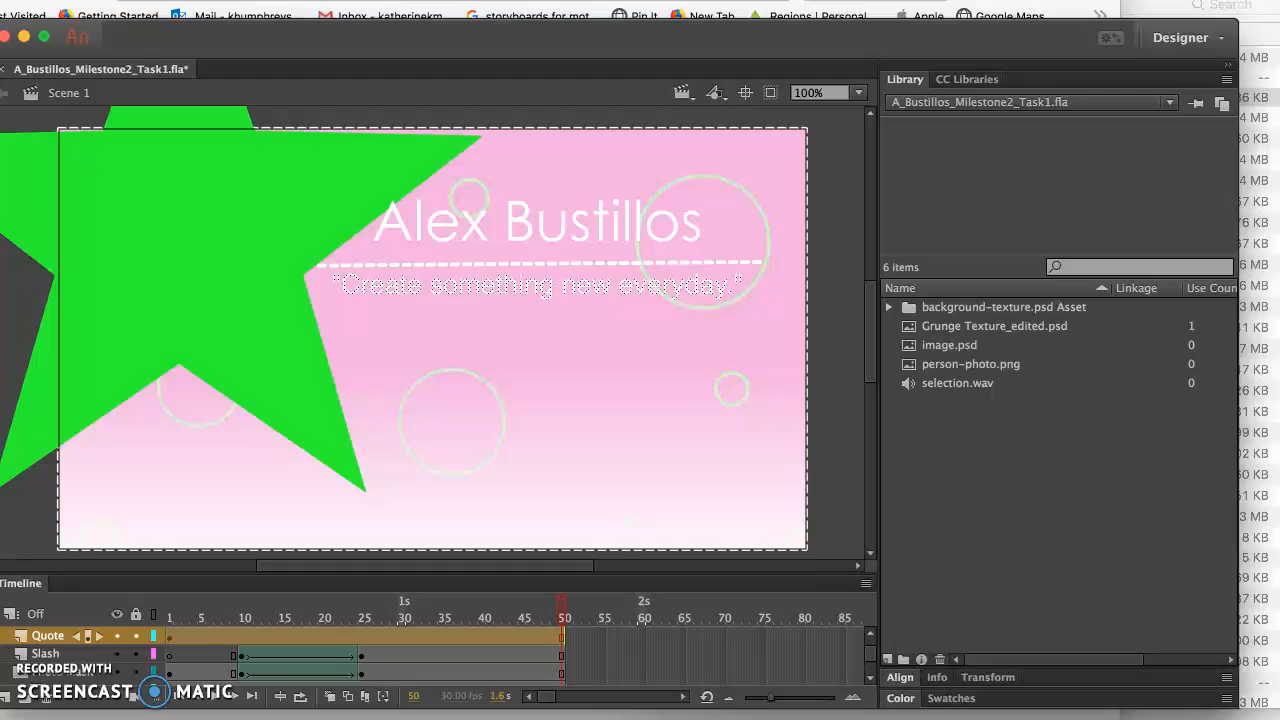 Mail - khumphreys
Inbox - katherinekm
storyboards for mot
Pin It
New Tab
Regions | Personal
Apple
Google Maps
Search
An
Designer
A_Bustillos_Milestone2_Task1.fla*
Scene 1
100%
Library
CC Libraries
A_Bustillos_Milestone2_Task1.fla
6 items
Name
Linkage
Use Coun
background-texture.psd Asset
Grunge Texture_edited.psd 1
image.psd 0
person-photo.png 0
selection.wav 0
Alex Bustillos
"Create something new everyday."
Timeline
Off
1s 2s
1 5 10 15 20 25 30 35 40 45 50 55 60 65 70 75 80 85
Quote
Slash
RECORDED WITH
SCREENCAST MATIC
50 30.00 fps 1.6 s
Align Info Transform
Color Swatches